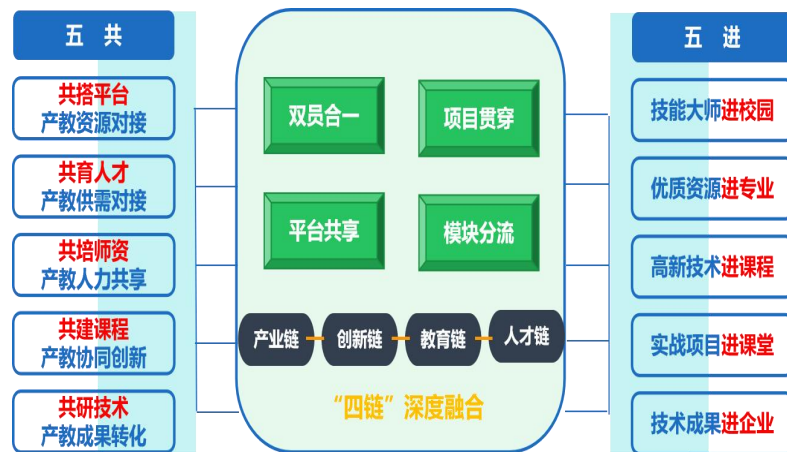 五 共
共搭平台
产教资源对接
共育人才
产教供需对接
共培师资
产教人力共享
共建课程
产教协同创新
共研技术
产教成果转化
双员合一
项目贯穿
平台共享
模块分流
产业链
创新链
教育链
人才链
“四链”深度融合
五 进
技能大师进校园
优质资源进专业
高新技术进课程
实战项目进课堂
技术成果进企业